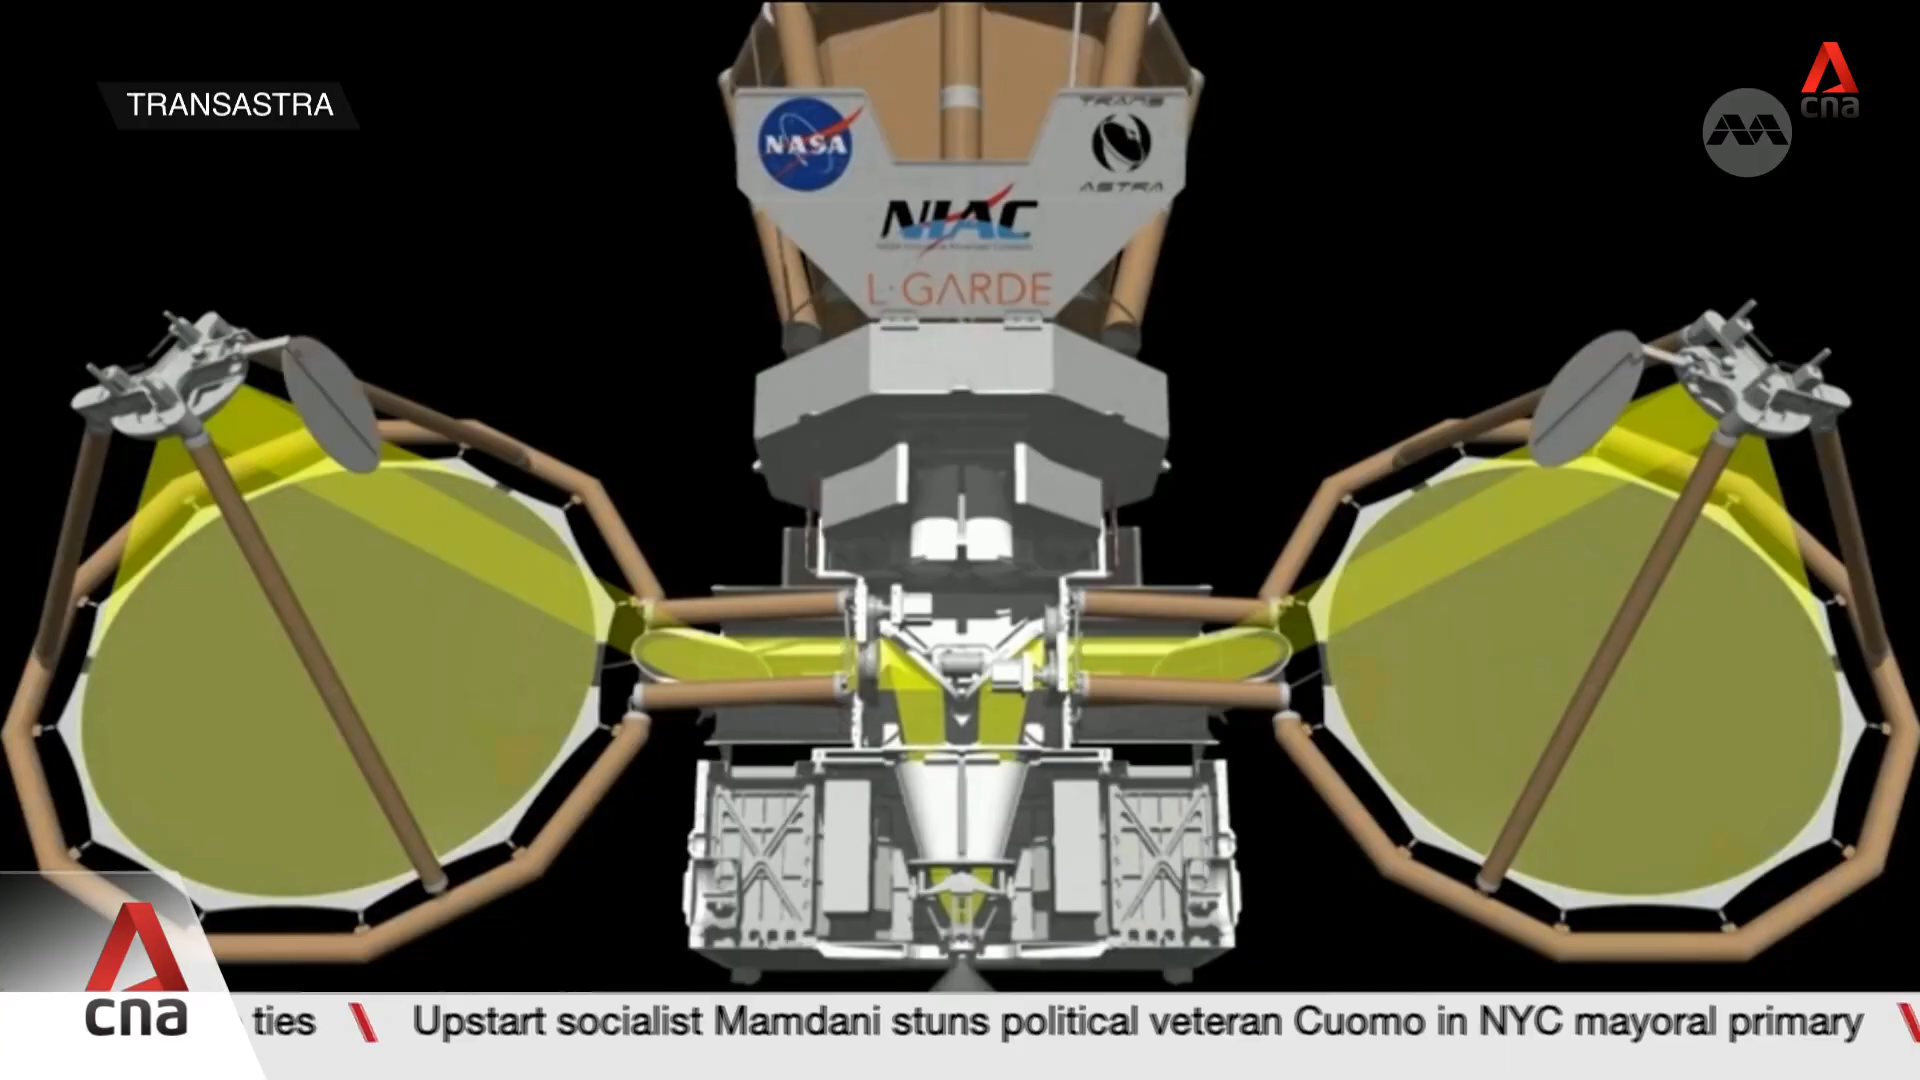 TRANSASTRA
cna
NASA
TRANS
ASTRA
NIAC
L·GARDE
cna
ties \ Upstart socialist Mamdani stuns political veteran Cuomo in NYC mayoral primary